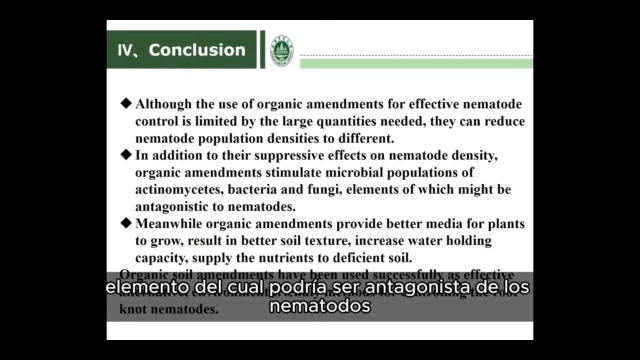 Ⅳ、Conclusion
◆ Although the use of organic amendments for effective nematode
control is limited by the large quantities needed, they can reduce
nematode population densities to different.
◆ In addition to their suppressive effects on nematode density,
organic amendments stimulate microbial populations of
actinomycetes, bacteria and fungi, elements of which might be
antagonistic to nematodes.
◆ Meanwhile organic amendments provide better media for plants
to grow, result in better soil texture, increase water holding
capacity, supply the nutrients to deficient soil.
Organic soil amendments have been used successfully as effective
elemento del cual podría ser antagonista de los
nematodos
knot nematodes.